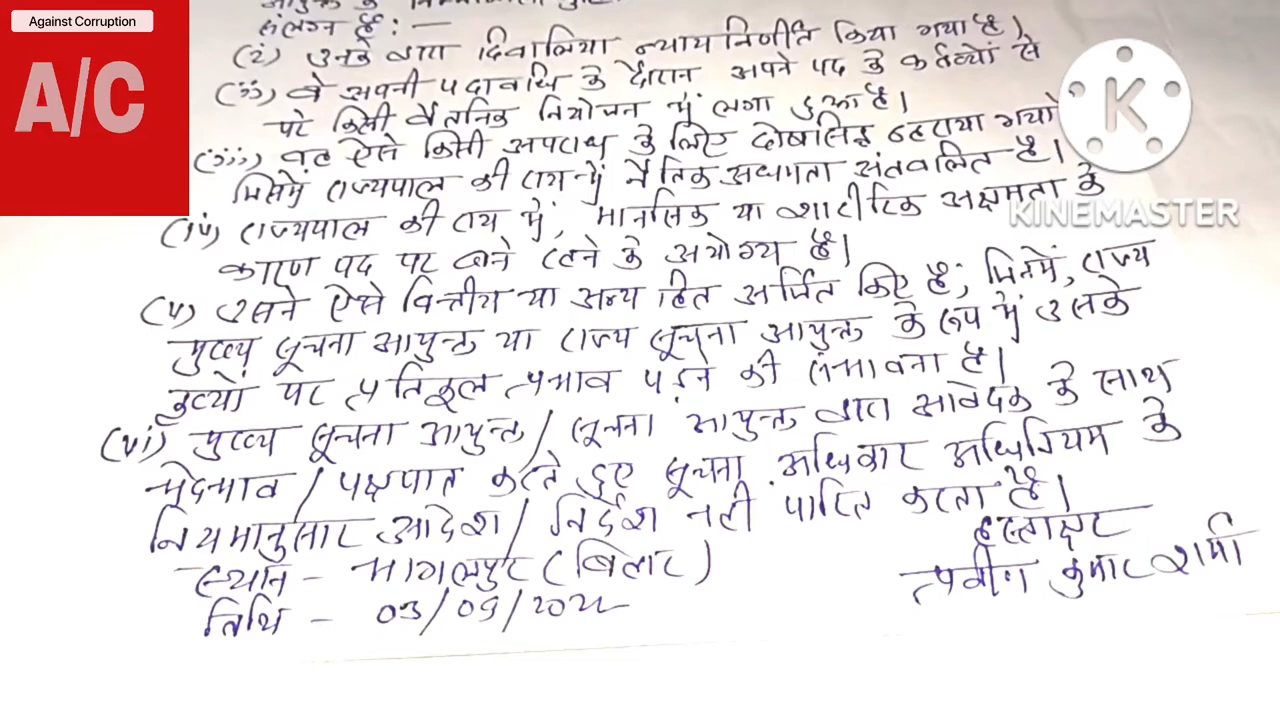 Against Corruption
A/C
संलग्न है:—
(i) उनके द्वारा दिवालिया न्यायनिर्णीत किया गया है।
(ii) वे अपनी पदावधि के दौरान अपने पद के कर्तव्यों से
परे किसी वैतनिक नियोजन में लगा हुआ है।
(iii) वह ऐसे किसी अपराध के लिए दोषसिद्ध ठहराया गया
जिसमें राज्यपाल की राय में नैतिक अधमता अंतवलित है।
(iv) राज्यपाल की राय में, मानसिक या शारीरिक अक्षमता के
कारण पद पर बने रहने के अयोग्य है।
(v) उसने ऐसे वित्तीय या अन्य हित अर्जित किए है, जिनमें, राज्य
मुख्य सूचना आयुक्त या राज्य सूचना आयुक्त के रूप में उसके
कृत्यों पर प्रतिकूल प्रभाव पड़ने की संभावना है।
(vi) मुख्य सूचना आयुक्त / सूचना आयुक्त द्वारा आवेदक के साथ
भेदभाव / पक्षपात करते हुए सूचना अधिकार अधिनियम के
नियमानुसार आदेश / निर्देश नही पारित करता है।
हस्ताक्षर
स्थान - भागलपुर (बिहार)
प्रवीण कुमार शर्मा
तिथि - 03/09/202
K
KINEMASTER